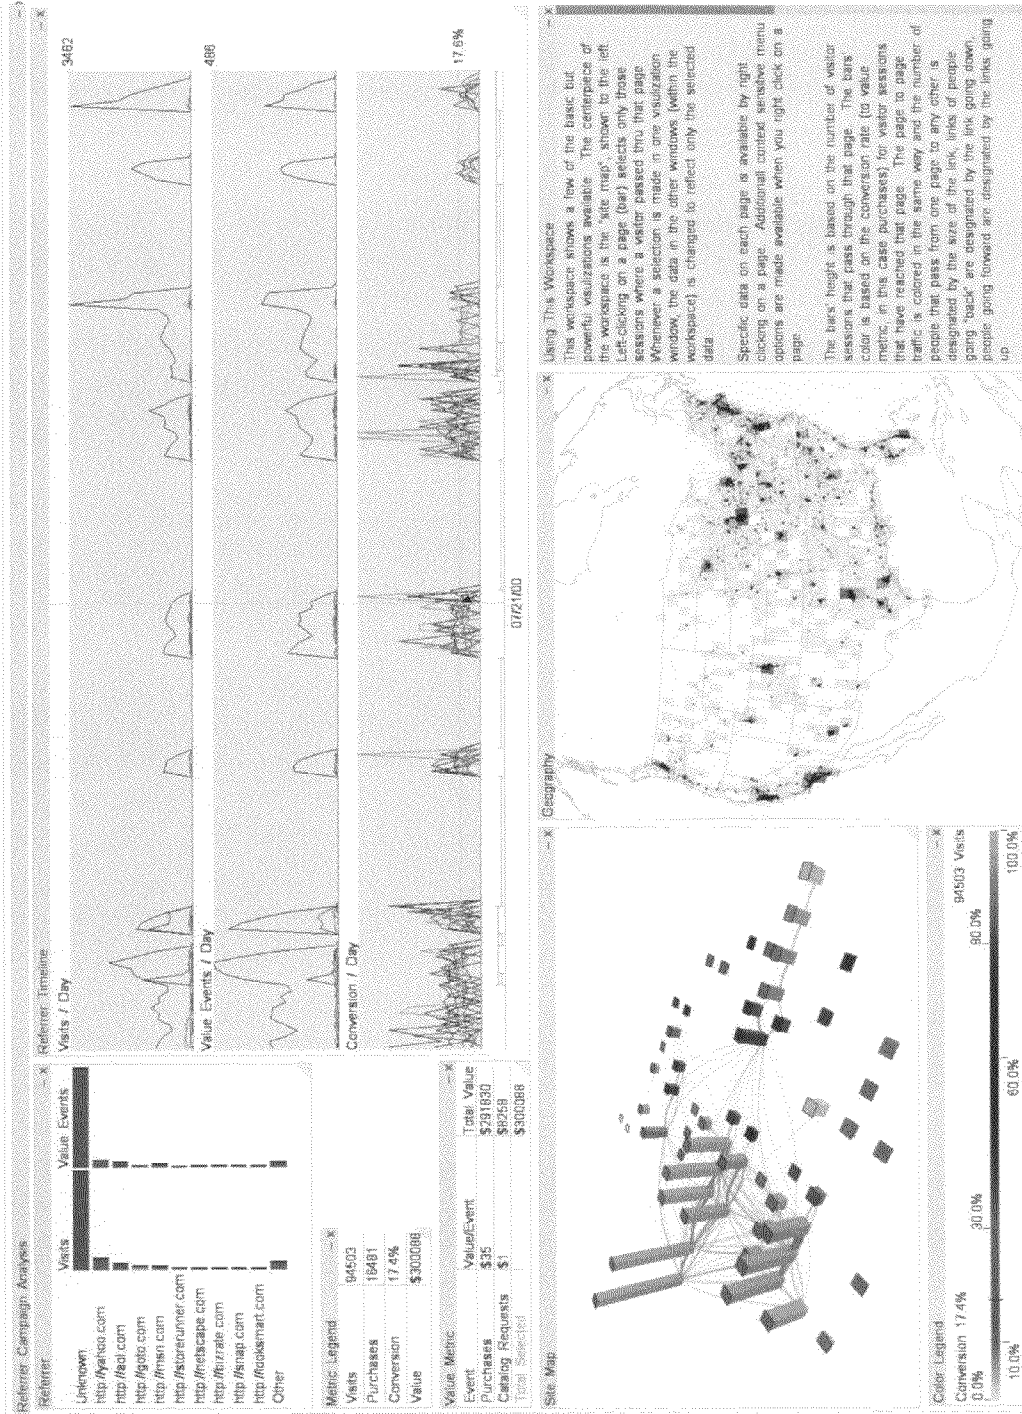 Referrer Campaign Analysis
Referrer
Visits Value Events
Unknown
http://yahoo.com
http://aol.com
http://goto.com
http://msn.com
http://storerunner.com
http://netscape.com
http://bizrate.com
http://snap.com
http://looksmart.com
Other
Referrer Timeline
Visits / Day
3462
Value Events / Day
486
Conversion / Day
17.6%
07/21/00
Metric Legend
Visits 94503
Purchases 16481
Conversion 17.4%
Value $300088
Value Metric
Event Value/Event Total Value
Purchases $35 $291830
Catalog Requests $1 $8258
Total Selected $300088
Site Map
Geography
Using This Workspace
This workspace shows a few of the basic but
powerful visulizations available The centerpiece of
the workspace is the "site map", shown to the left.
Left-clicking on a page (bar) selects only those
sessions where a visitor passed thru that page
Whenever a selection is made in one visulization
window, the data in the other windows (within the
workspace) is changed to reflect only the selected
data
Specific data on each page is available by right
clicking on a page Additional context sensitive menu
options are made available when you right click on a
page
The bars height is based on the number of visitor
sessions that pass through that page. The bars
color is based on the conversion rate (to value
metric, in this case purchases) for visitor sessions
that have reached that page The page to page
traffic is colored in the same way and the number of
people that pass from one page to any other is
designated by the size of the link, links of people
going "back" are designated by the link going down,
people going forward are designated by the links going
up
Color Legend
Conversion 17.4% 94503 Visits
0.0% 30.0% 90.0%
10.0% 60.0% 100.0%